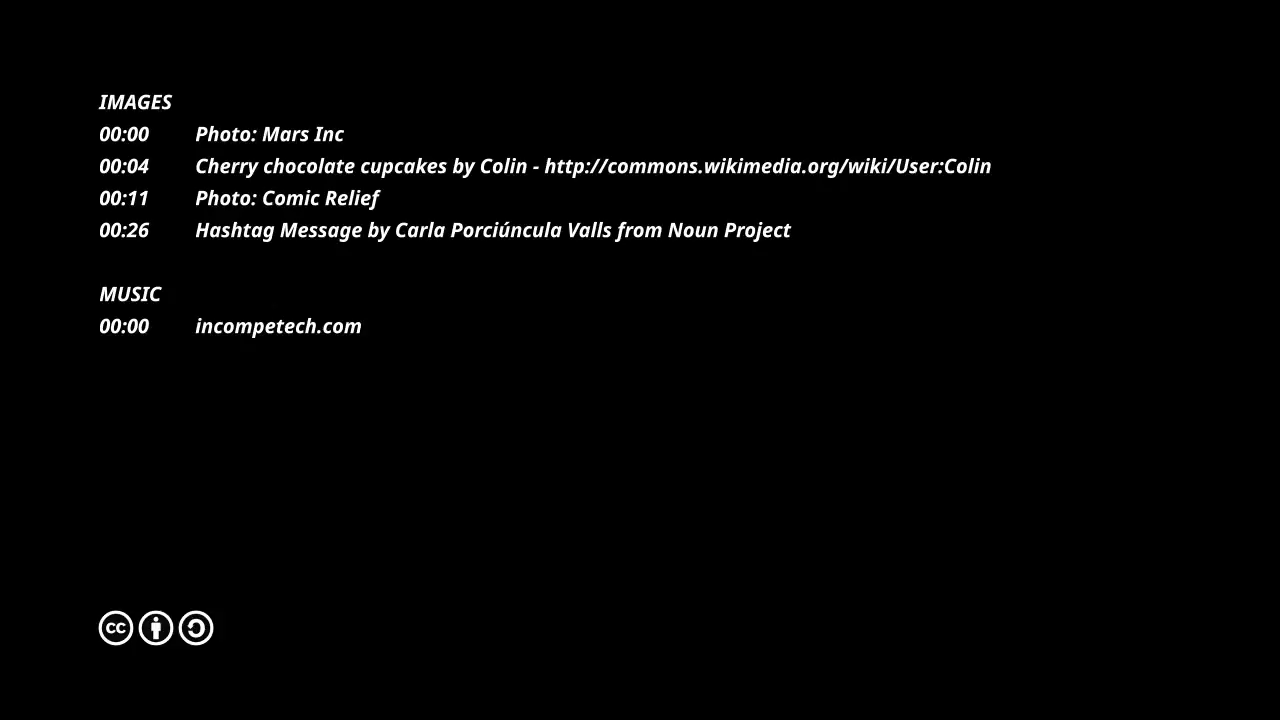 IMAGES
00:00 Photo: Mars Inc
00:04 Cherry chocolate cupcakes by Colin - http://commons.wikimedia.org/wiki/User:Colin
00:11 Photo: Comic Relief
00:26 Hashtag Message by Carla Porciúncula Valls from Noun Project
MUSIC
00:00 incompetech.com
cc